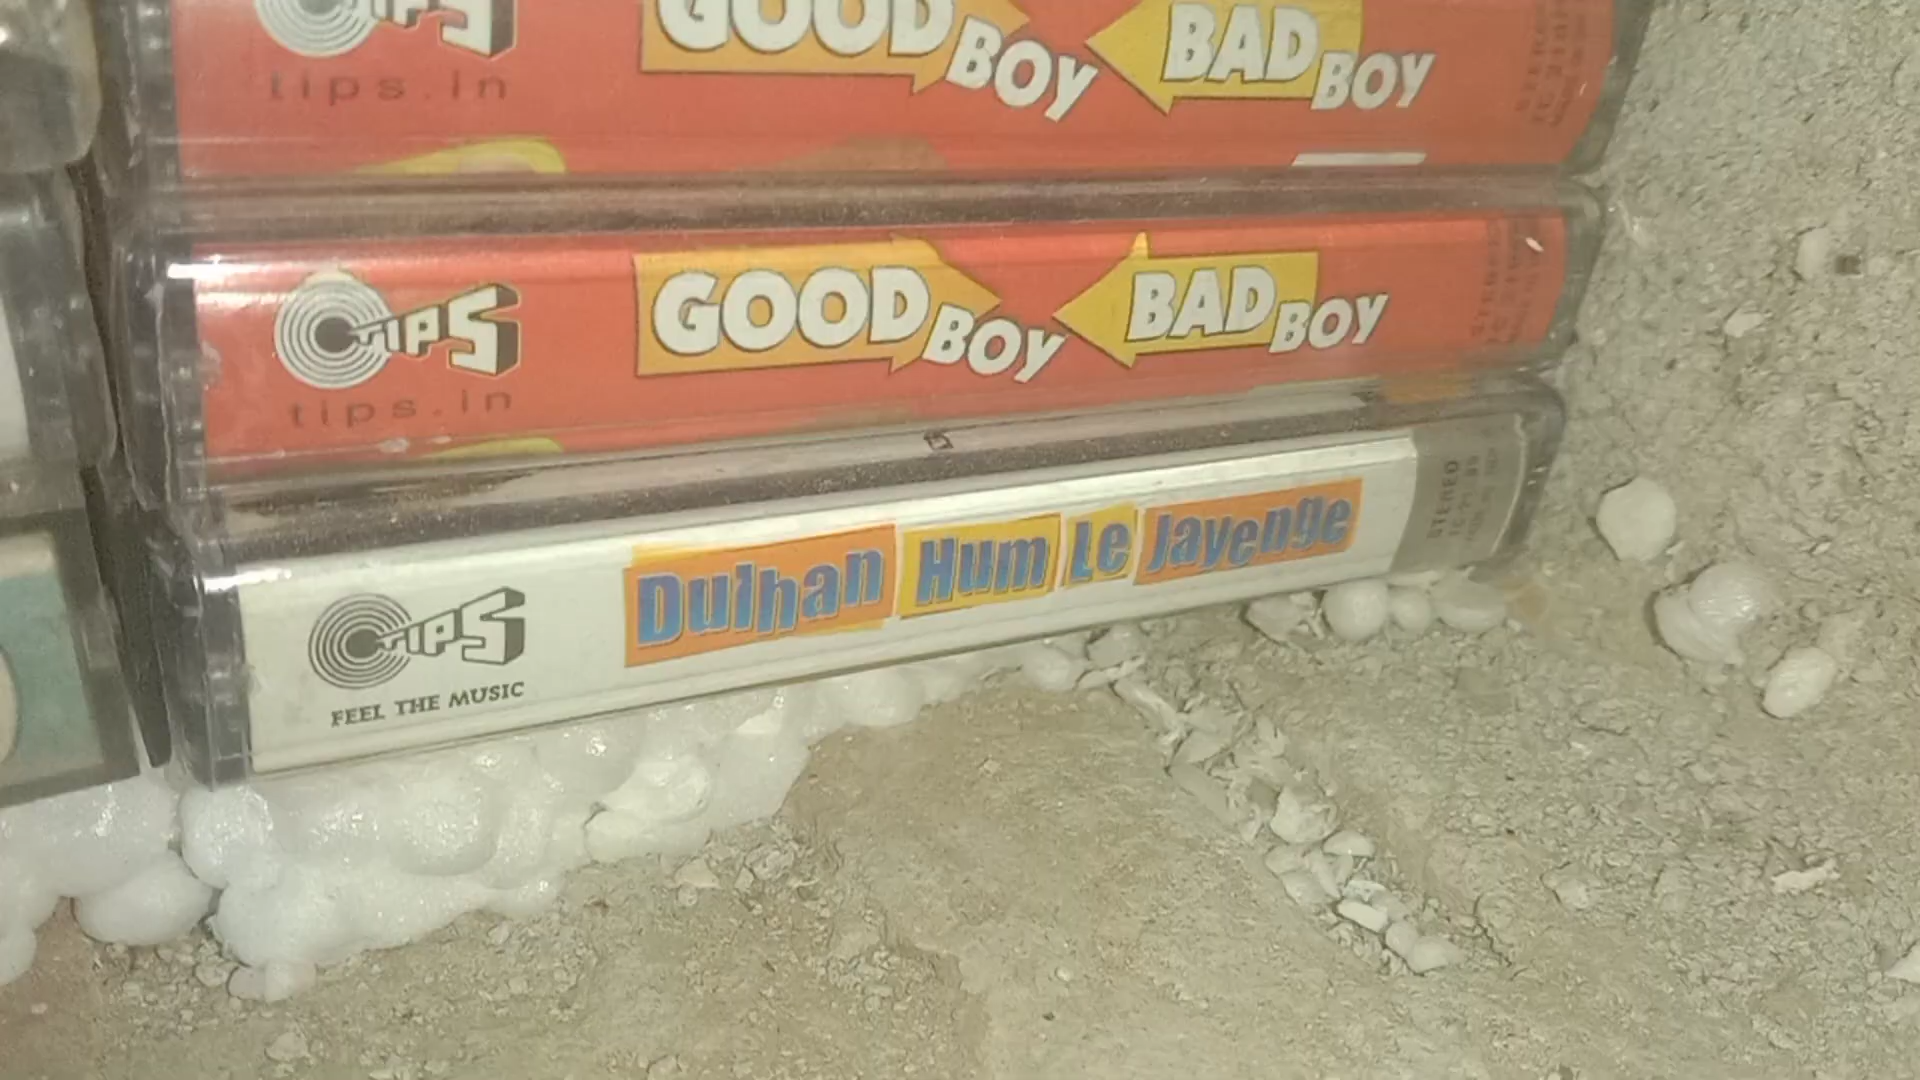 TIPS
tips.in
GOOD BOY BAD BOY
TIPS
tips.in
GOOD BOY BAD BOY
TIPS
FEEL THE MUSIC
Dulhan Hum Le Jayenge
STEREO